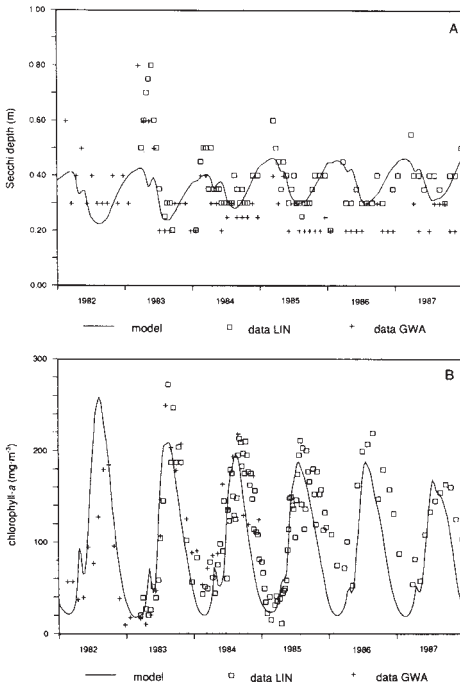 1.00
A
0.80
0.60
Secchi depth (m)
0.40
0.20
0.00
1982 1983 1984 1985 1986 1987
model data LIN data GWA
300
B
200
chlorophyll-a (mg·m-3)
100
0
1982 1983 1984 1985 1986 1987
model data LIN data GWA